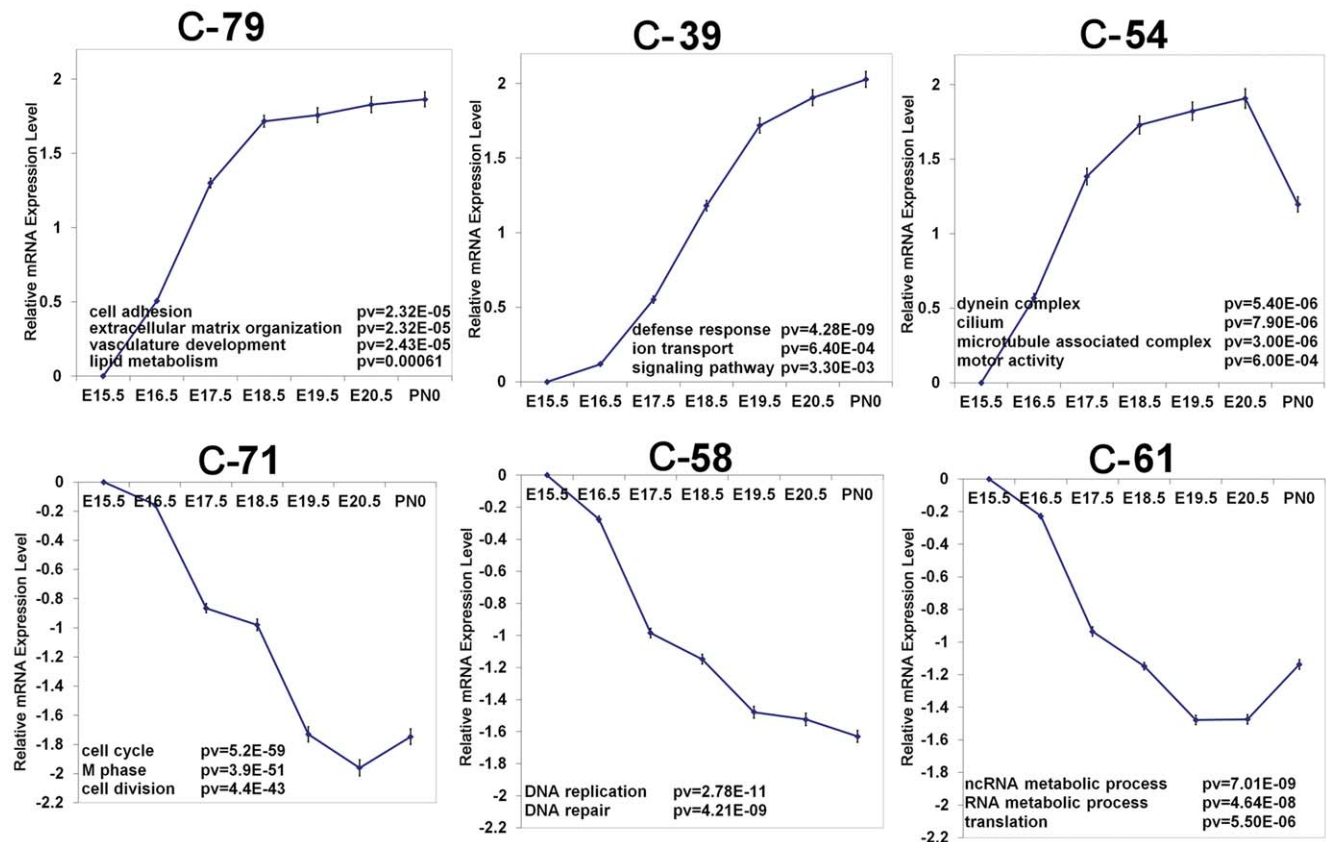 C-79
Relative mRNA Expression Level
2
1.5
1
0.5
0
cell adhesion pv=2.32E-05
extracellular matrix organization pv=2.32E-05
vasculature development pv=2.43E-05
lipid metabolism pv=0.00061
E15.5 E16.5 E17.5 E18.5 E19.5 E20.5 PN0
C-39
Relative mRNA Expression Level
2
1.5
1
0.5
0
defense response pv=4.28E-09
ion transport pv=6.40E-04
signaling pathway pv=3.30E-03
E15.5 E16.5 E17.5 E18.5 E19.5 E20.5 PN0
C-54
Relative mRNA Expression Level
2
1.5
1
0.5
0
dynein complex pv=5.40E-06
cilium pv=7.90E-06
microtubule associated complex pv=3.00E-06
motor activity pv=6.00E-04
E15.5 E16.5 E17.5 E18.5 E19.5 E20.5 PN0
C-71
Relative mRNA Expression Level
0
-0.2
-0.4
-0.6
-0.8
-1
-1.2
-1.4
-1.6
-1.8
-2
-2.2
E15.5 E16.5 E17.5 E18.5 E19.5 E20.5 PN0
cell cycle pv=5.2E-59
M phase pv=3.9E-51
cell division pv=4.4E-43
C-58
Relative mRNA Expression Level
0
-0.2
-0.4
-0.6
-0.8
-1
-1.2
-1.4
-1.6
-1.8
-2
-2.2
E15.5 E16.5 E17.5 E18.5 E19.5 E20.5 PN0
DNA replication pv=2.78E-11
DNA repair pv=4.21E-09
C-61
Relative mRNA Expression Level
0
-0.2
-0.4
-0.6
-0.8
-1
-1.2
-1.4
-1.6
-1.8
-2
-2.2
E15.5 E16.5 E17.5 E18.5 E19.5 E20.5 PN0
ncRNA metabolic process pv=7.01E-09
RNA metabolic process pv=4.64E-08
translation pv=5.50E-06